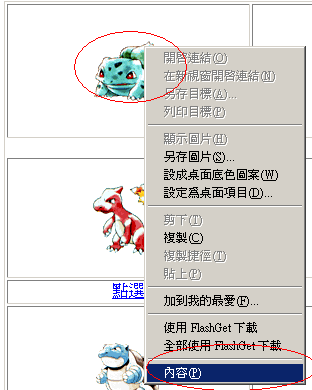 開啓連結(O)
在新視窗開啓連結(N)
另存目標(A)...
列印目標(P)
顯示圖片(H)
另存圖片(S)...
設成桌面底色圖案(W)
設定為桌面項目(D)...
剪下(T)
複製(C)
複製捷徑(T)
貼上(P)
點選
加到我的最愛(F)...
使用 FlashGet 下載
全部使用 FlashGet 下載
內容(P)